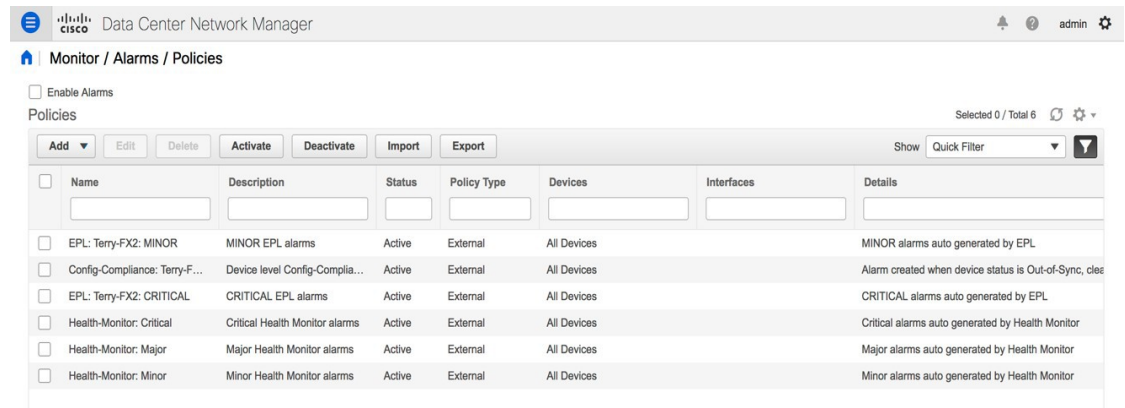 cisco Data Center Network Manager admin
Monitor / Alarms / Policies
Enable Alarms
Policies Selected 0 / Total 6
Add Edit Delete Activate Deactivate Import Export Show Quick Filter
Name Description Status Policy Type Devices Interfaces Details
EPL: Terry-FX2: MINOR MINOR EPL alarms Active External All Devices MINOR alarms auto generated by EPL
Config-Compliance: Terry-F... Device level Config-Complia... Active External All Devices Alarm created when device status is Out-of-Sync, clea
EPL: Terry-FX2: CRITICAL CRITICAL EPL alarms Active External All Devices CRITICAL alarms auto generated by EPL
Health-Monitor: Critical Critical Health Monitor alarms Active External All Devices Critical alarms auto generated by Health Monitor
Health-Monitor: Major Major Health Monitor alarms Active External All Devices Major alarms auto generated by Health Monitor
Health-Monitor: Minor Minor Health Monitor alarms Active External All Devices Minor alarms auto generated by Health Monitor